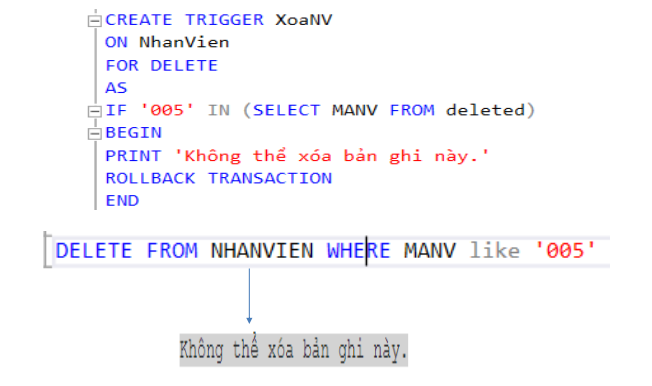 CREATE TRIGGER XoaNV
ON NhanVien
FOR DELETE
AS
IF '005' IN (SELECT MANV FROM deleted)
BEGIN
PRINT 'Không thể xóa bản ghi này.'
ROLLBACK TRANSACTION
END
DELETE FROM NHANVIEN WHERE MANV like '005'
Không thể xóa bản ghi này.